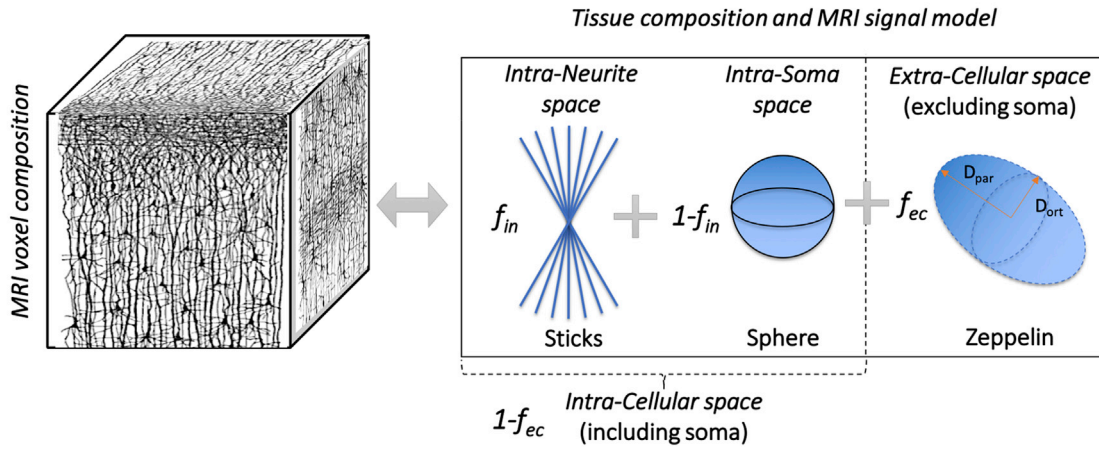 Tissue composition and MRI signal model
MRI voxel composition
Intra-Neurite
space
Intra-Soma
space
Extra-Cellular space
(excluding soma)
f_in
1-f_in
f_ec
D_par
D_ort
Sticks
Sphere
Zeppelin
1-f_ec
Intra-Cellular space
(including soma)